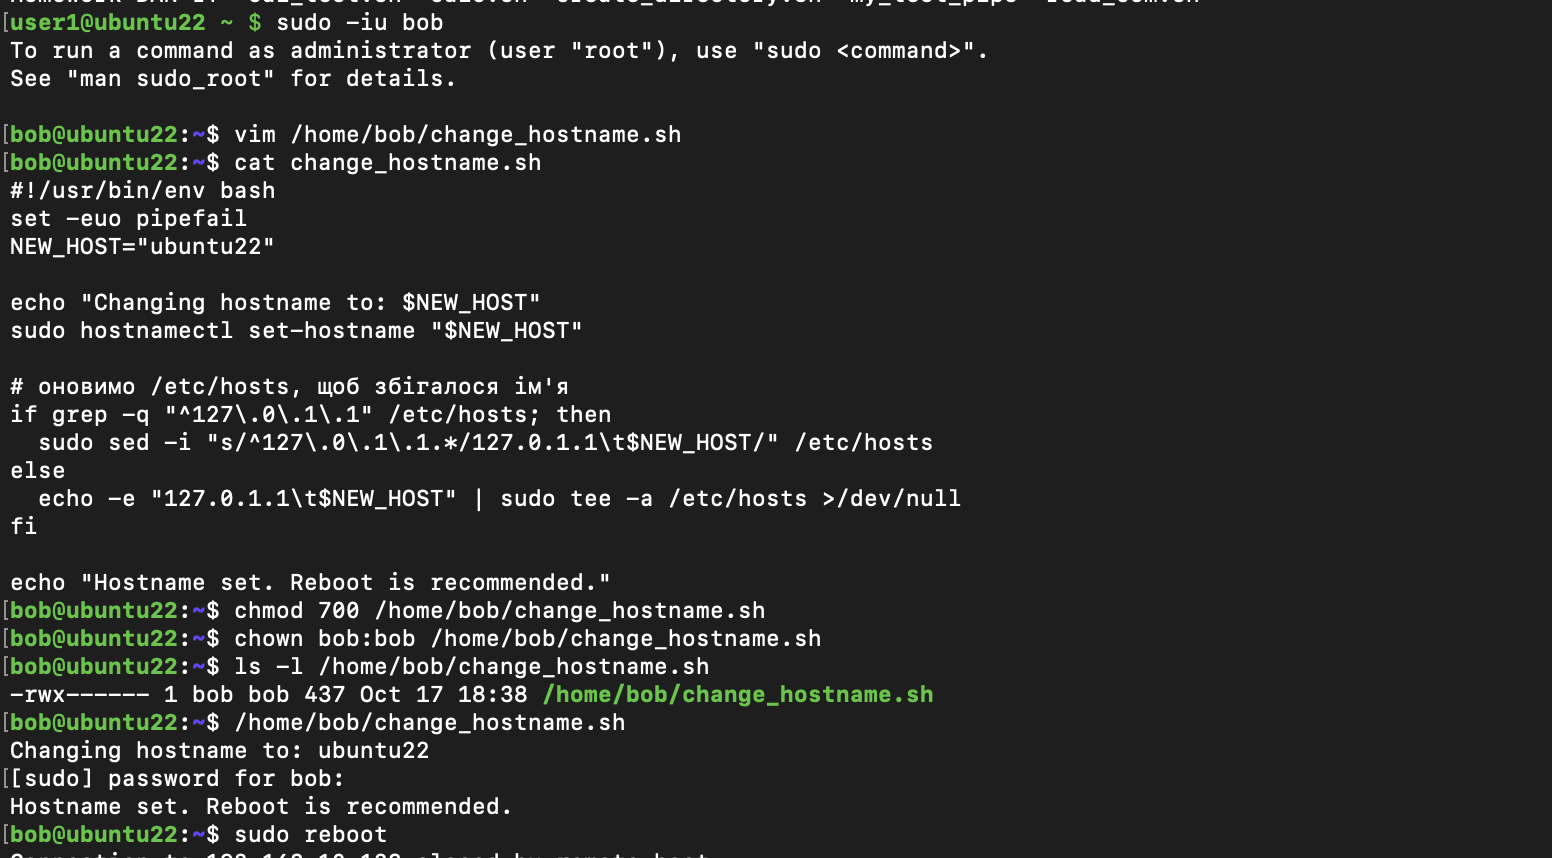 [user1@ubuntu22 ~ $ sudo -iu bob
To run a command as administrator (user "root"), use "sudo <command>".
See "man sudo_root" for details.

[bob@ubuntu22:~$ vim /home/bob/change_hostname.sh
[bob@ubuntu22:~$ cat change_hostname.sh
#!/usr/bin/env bash
set -euo pipefail
NEW_HOST="ubuntu22"

echo "Changing hostname to: $NEW_HOST"
sudo hostnamectl set-hostname "$NEW_HOST"

# оновимо /etc/hosts, щоб збігалося ім'я
if grep -q "^127\.0\.1\.1" /etc/hosts; then
  sudo sed -i "s/^127\.0\.1\.1.*/127.0.1.1\t$NEW_HOST/" /etc/hosts
else
  echo -e "127.0.1.1\t$NEW_HOST" | sudo tee -a /etc/hosts >/dev/null
fi

echo "Hostname set. Reboot is recommended."
[bob@ubuntu22:~$ chmod 700 /home/bob/change_hostname.sh
[bob@ubuntu22:~$ chown bob:bob /home/bob/change_hostname.sh
[bob@ubuntu22:~$ ls -l /home/bob/change_hostname.sh
-rwx------ 1 bob bob 437 Oct 17 18:38 /home/bob/change_hostname.sh
[bob@ubuntu22:~$ /home/bob/change_hostname.sh
Changing hostname to: ubuntu22
[[sudo] password for bob:
Hostname set. Reboot is recommended.
[bob@ubuntu22:~$ sudo reboot